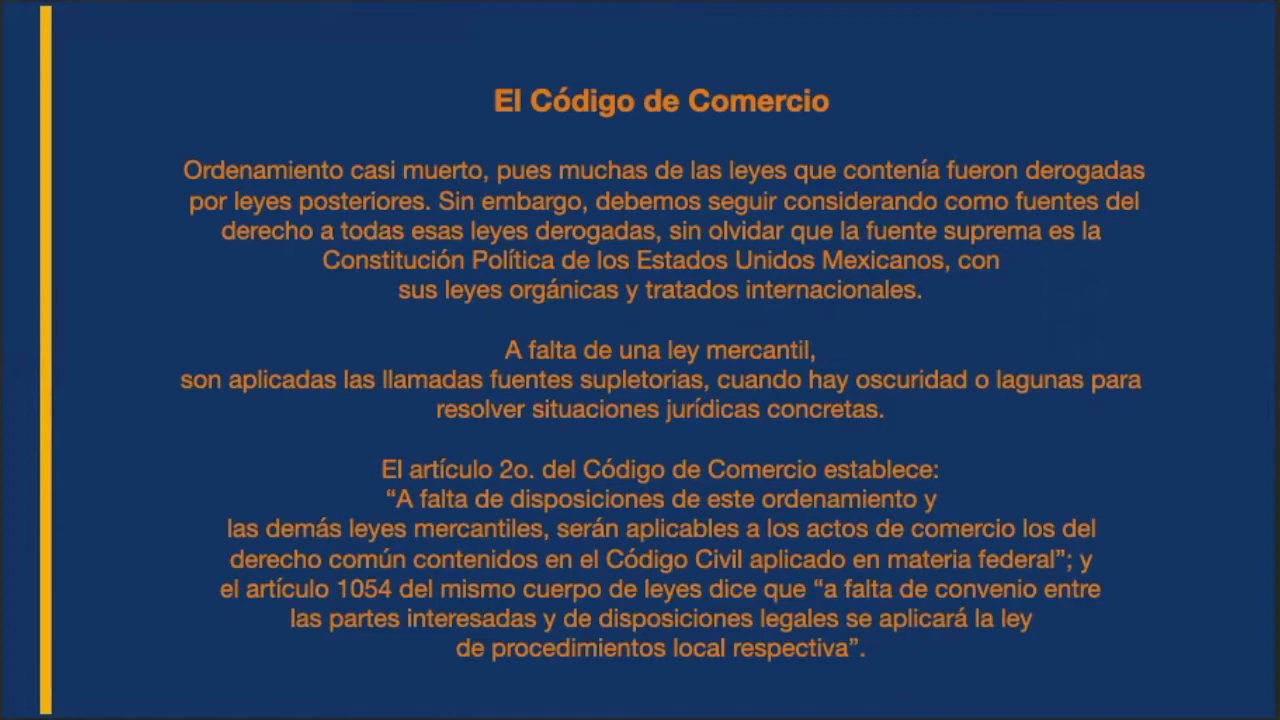 El Código de Comercio
Ordenamiento casi muerto, pues muchas de las leyes que contenía fueron derogadas
por leyes posteriores. Sin embargo, debemos seguir considerando como fuentes del
derecho a todas esas leyes derogadas, sin olvidar que la fuente suprema es la
Constitución Política de los Estados Unidos Mexicanos, con
sus leyes orgánicas y tratados internacionales.
A falta de una ley mercantil,
son aplicadas las llamadas fuentes supletorias, cuando hay oscuridad o lagunas para
resolver situaciones jurídicas concretas.
El artículo 2o. del Código de Comercio establece:
“A falta de disposiciones de este ordenamiento y
las demás leyes mercantiles, serán aplicables a los actos de comercio los del
derecho común contenidos en el Código Civil aplicado en materia federal”; y
el artículo 1054 del mismo cuerpo de leyes dice que “a falta de convenio entre
las partes interesadas y de disposiciones legales se aplicará la ley
de procedimientos local respectiva”.